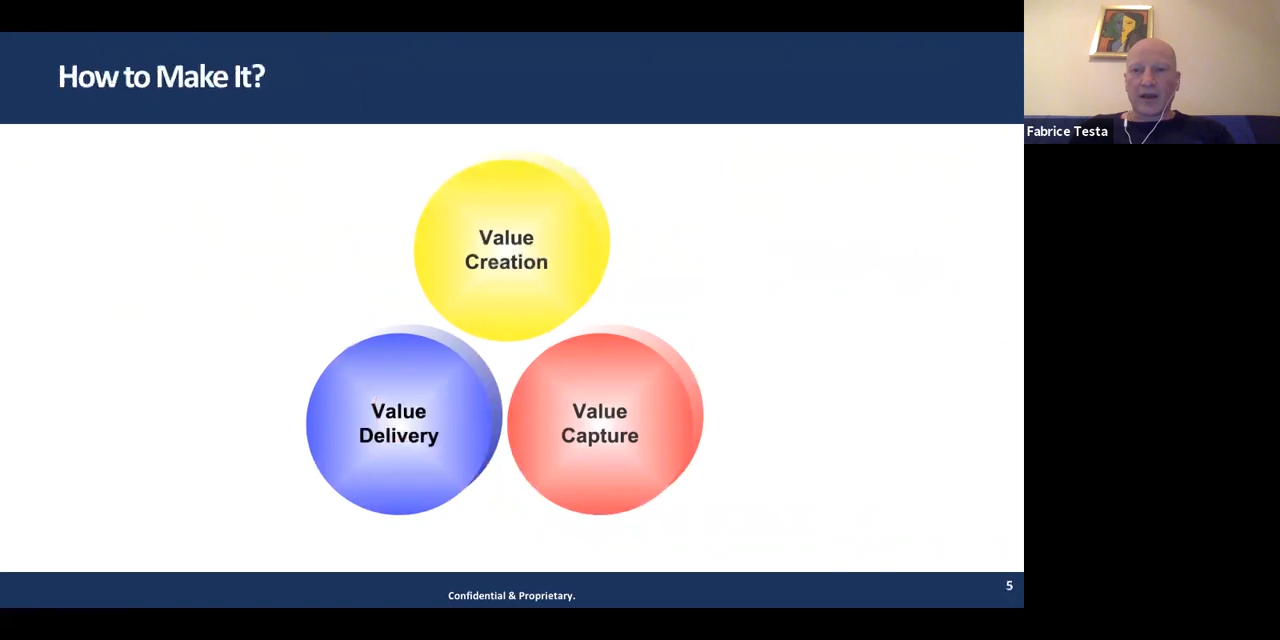 How to Make It?
Fabrice Testa
Value
Creation
Value
Delivery
Value
Capture
Confidential & Proprietary.
5